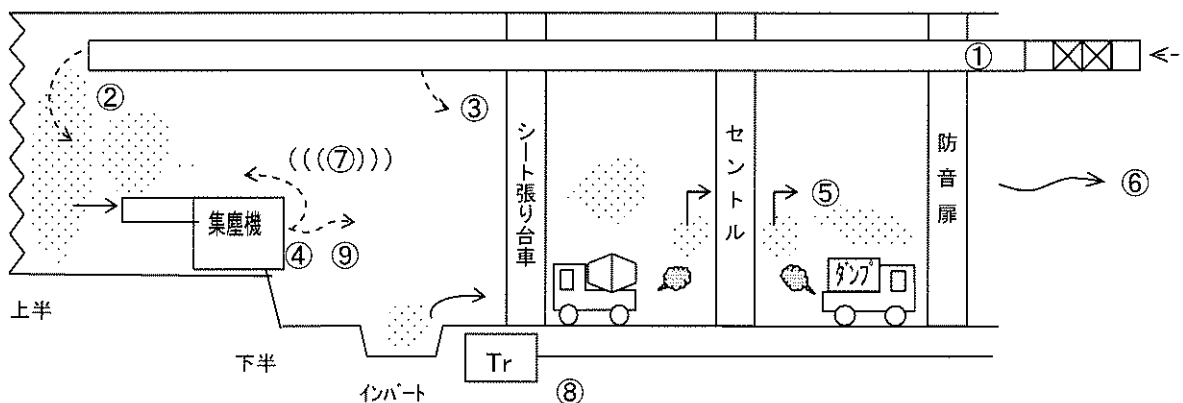 ①
②
③
シート張り台車
セントル
防音扉
(((⑦)))
⑤
⑥
集塵機
④ ⑨
ダンプ
上半
下半
Tr
インバート
⑧